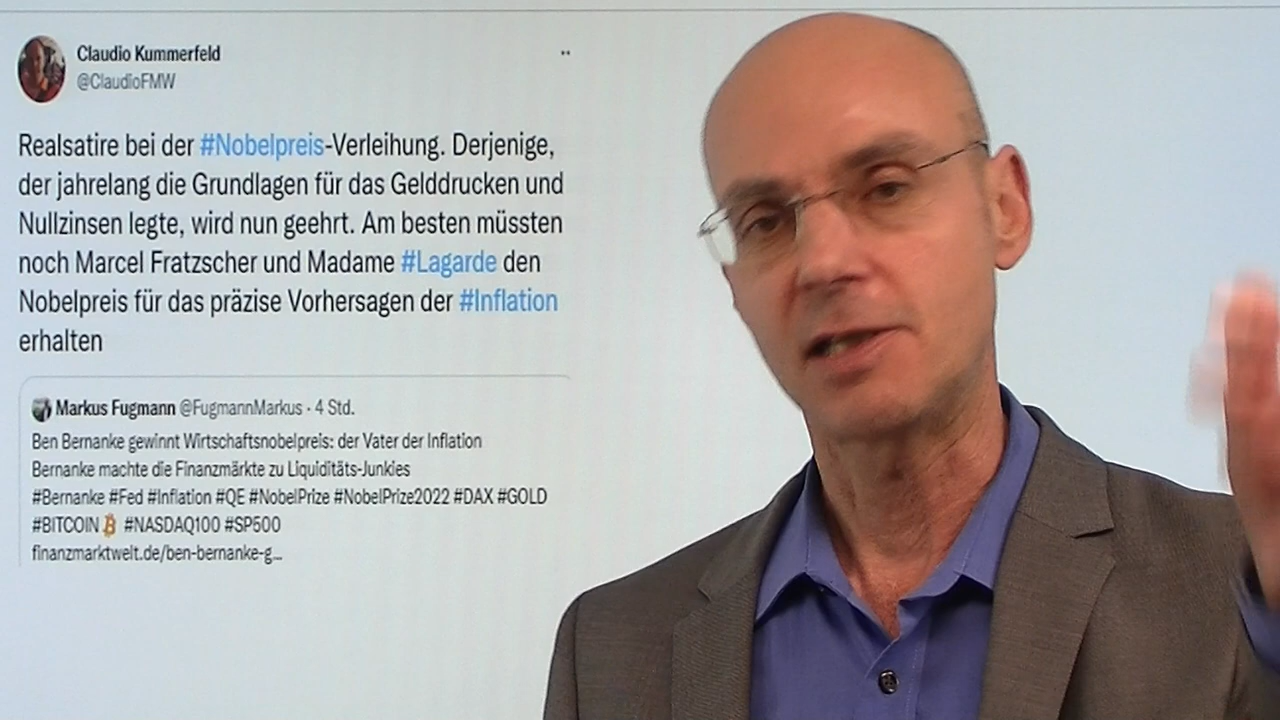 Claudio Kummerfeld
@ClaudioFMW
Realsatire bei der #Nobelpreis-Verleihung. Derjenige,
der jahrelang die Grundlagen für das Gelddrucken und
Nullzinsen legte, wird nun geehrt. Am besten müssten
noch Marcel Fratzscher und Madame #Lagarde den
Nobelpreis für das präzise Vorhersagen der #Inflation
erhalten
Markus Fugmann @FugmannMarkus · 4 Std.
Ben Bernanke gewinnt Wirtschaftsnobelpreis: der Vater der Inflation
Bernanke machte die Finanzmärkte zu Liquiditäts-Junkies
#Bernanke #Fed #Inflation #QE #NobelPrize #NobelPrize2022 #DAX #GOLD
#BITCOIN #NASDAQ100 #SP500
finanzmarktwelt.de/ben-bernanke-g...